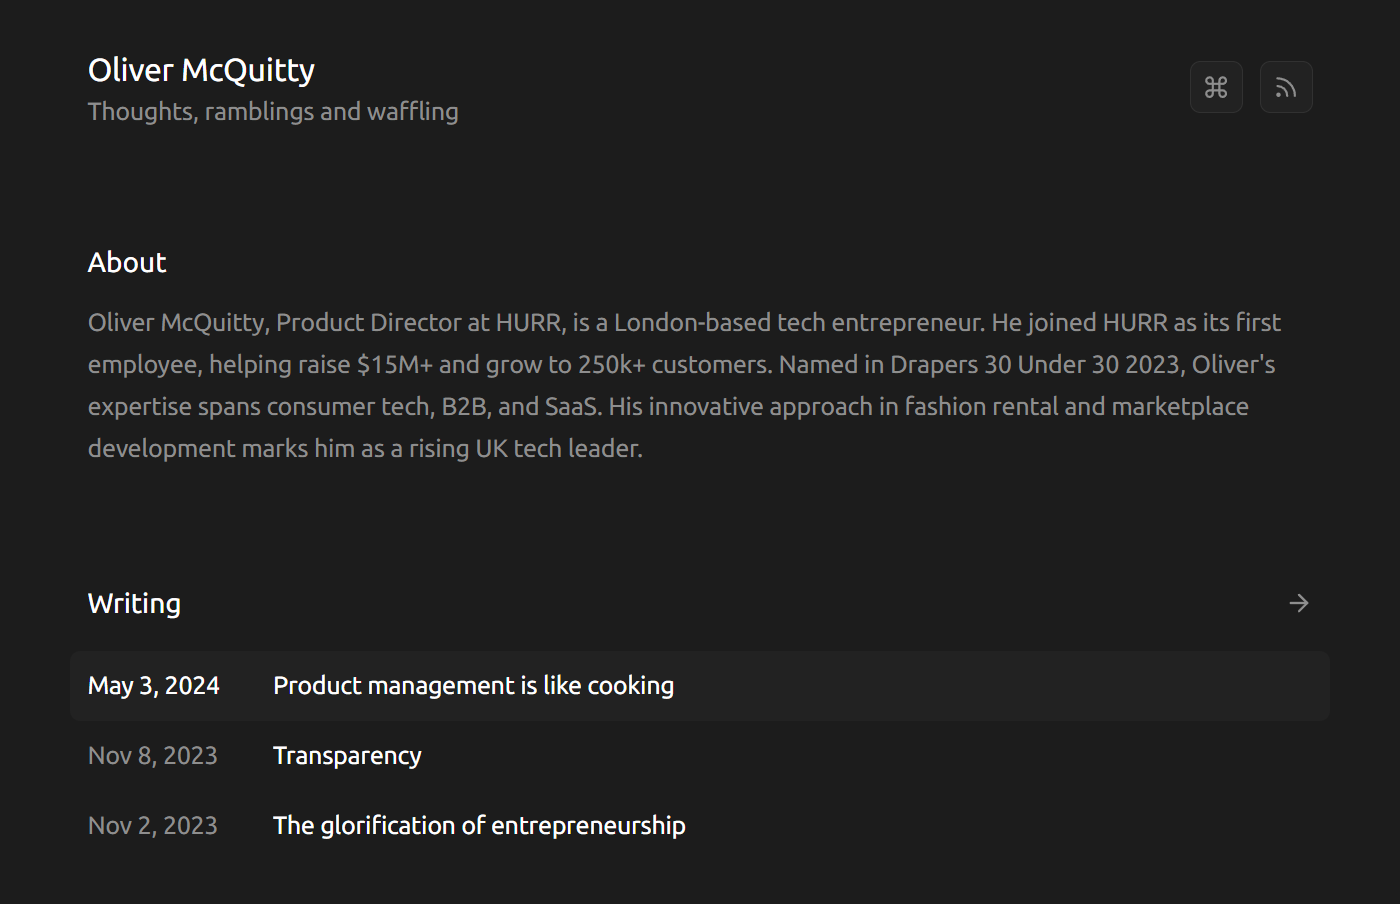 Oliver McQuitty
Thoughts, ramblings and waffling
About
Oliver McQuitty, Product Director at HURR, is a London-based tech entrepreneur. He joined HURR as its first
employee, helping raise $15M+ and grow to 250k+ customers. Named in Drapers 30 Under 30 2023, Oliver's
expertise spans consumer tech, B2B, and SaaS. His innovative approach in fashion rental and marketplace
development marks him as a rising UK tech leader.
Writing
May 3, 2024 Product management is like cooking
Nov 8, 2023 Transparency
Nov 2, 2023 The glorification of entrepreneurship